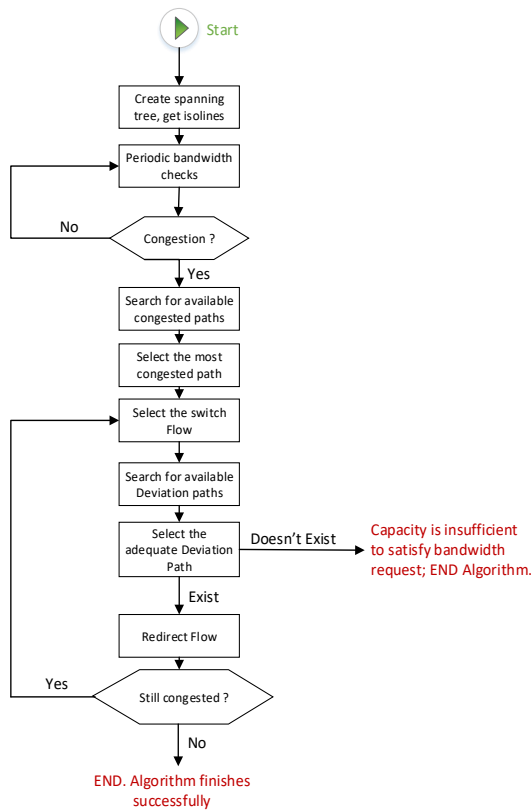 Start
Create spanning
tree, get isolines
Periodic bandwidth
checks
No
Congestion ?
Yes
Search for available
congested paths
Select the most
congested path
Select the switch
Flow
Search for available
Deviation paths
Select the
adequate Deviation
Path
Doesn't Exist
Capacity is insufficient
to satisfy bandwidth
request; END Algorithm.
Exist
Redirect Flow
Yes
Still congested ?
No
END. Algorithm finishes
successfully